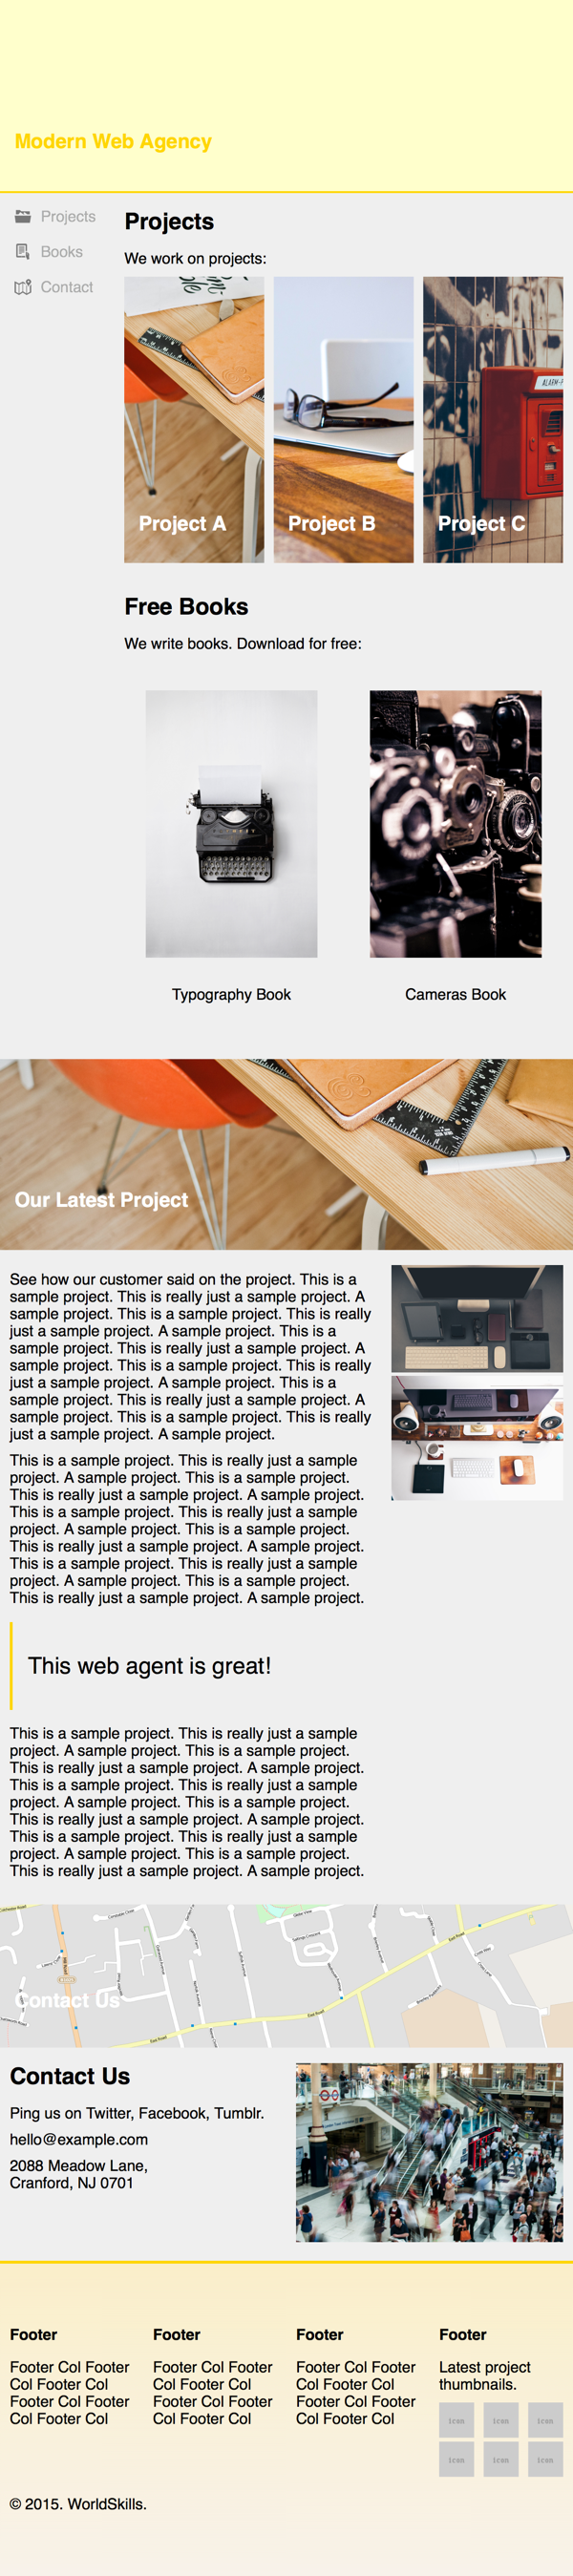 Modern Web Agency
Projects
Books
Contact
Projects
We work on projects:
ALARM-F
Project A
Project B
Project C
Free Books
We write books. Download for free:
Typography Book
Cameras Book
Our Latest Project
See how our customer said on the project. This is a
sample project. This is really just a sample project. A
sample project. This is a sample project. This is really
just a sample project. A sample project. This is a
sample project. This is really just a sample project. A
sample project. This is a sample project. This is really
just a sample project. A sample project. This is a
sample project. This is really just a sample project. A
sample project. This is a sample project. This is really
just a sample project. A sample project.
This is a sample project. This is really just a sample
project. A sample project. This is a sample project.
This is really just a sample project. A sample project.
This is a sample project. This is really just a sample
project. A sample project. This is a sample project.
This is really just a sample project. A sample project.
This is a sample project. This is really just a sample
project. A sample project. This is a sample project.
This is really just a sample project. A sample project.
This web agent is great!
This is a sample project. This is really just a sample
project. A sample project. This is a sample project.
This is really just a sample project. A sample project.
This is a sample project. This is really just a sample
project. A sample project. This is a sample project.
This is really just a sample project. A sample project.
This is a sample project. This is really just a sample
project. A sample project. This is a sample project.
This is really just a sample project. A sample project.
East Road
East Road
Contact Us
Contact Us
Ping us on Twitter, Facebook, Tumblr.
hello@example.com
2088 Meadow Lane,
Cranford, NJ 0701
Footer
Footer Col Footer
Col Footer Col
Footer Col Footer
Col Footer Col
Footer
Footer Col Footer
Col Footer Col
Footer Col Footer
Col Footer Col
Footer
Footer Col Footer
Col Footer Col
Footer Col Footer
Col Footer Col
Footer
Latest project
thumbnails.
icon icon icon
icon icon icon
© 2015. WorldSkills.